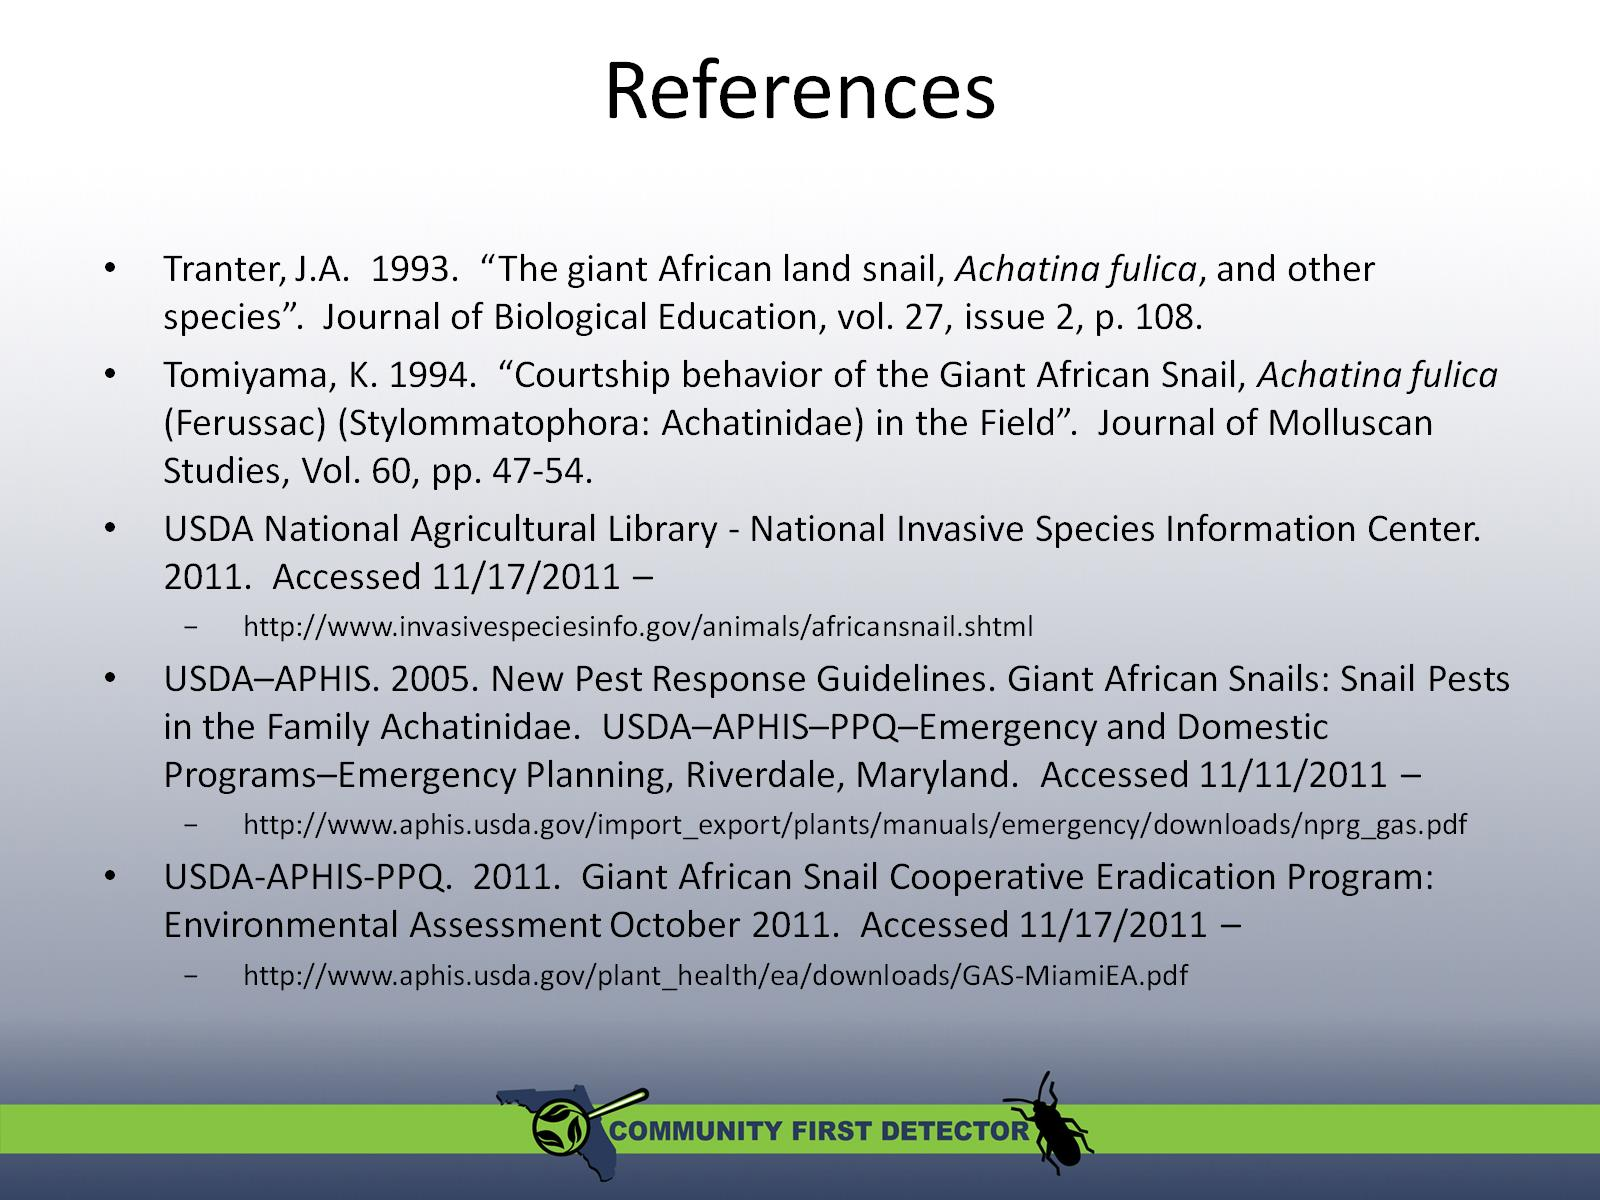 References
• Tranter, J.A.  1993.  “The giant African land snail, Achatina fulica, and other
species”.  Journal of Biological Education, vol. 27, issue 2, p. 108.
• Tomiyama, K. 1994.  “Courtship behavior of the Giant African Snail, Achatina fulica
(Ferussac) (Stylommatophora: Achatinidae) in the Field”.  Journal of Molluscan
Studies, Vol. 60, pp. 47-54.
• USDA National Agricultural Library - National Invasive Species Information Center.
2011.  Accessed 11/17/2011 –
– http://www.invasivespeciesinfo.gov/animals/africansnail.shtml
• USDA–APHIS. 2005. New Pest Response Guidelines. Giant African Snails: Snail Pests
in the Family Achatinidae.  USDA–APHIS–PPQ–Emergency and Domestic
Programs–Emergency Planning, Riverdale, Maryland.  Accessed 11/11/2011 –
– http://www.aphis.usda.gov/import_export/plants/manuals/emergency/downloads/nprg_gas.pdf
• USDA-APHIS-PPQ.  2011.  Giant African Snail Cooperative Eradication Program:
Environmental Assessment October 2011.  Accessed 11/17/2011 –
– http://www.aphis.usda.gov/plant_health/ea/downloads/GAS-MiamiEA.pdf
COMMUNITY FIRST DETECTOR